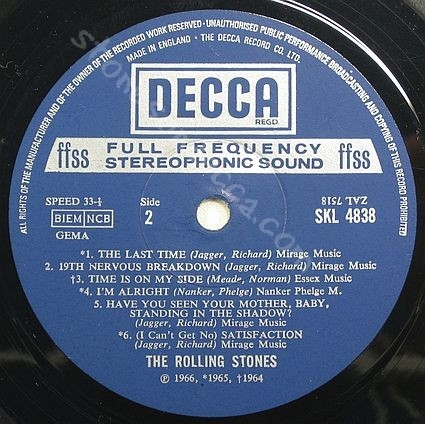 ALL RIGHTS OF THE MANUFACTURER AND OF THE OWNER OF THE RECORDED WORK RESERVED · UNAUTHORISED PUBLIC PERFORMANCE BROADCASTING AND COPYING OF THIS RECORD PROHIBITED
MADE IN ENGLAND · THE DECCA RECORD CO. LTD.
DECCA
REGD.
ffss FULL FREQUENCY STEREOPHONIC SOUND ffss
SPEED 33⅓
Side
2
ZAL 7518
SKL 4838
BIEM NCB
GEMA
*1. THE LAST TIME (Jagger, Richard) Mirage Music
2. 19TH NERVOUS BREAKDOWN (Jagger, Richard) Mirage Music
†3. TIME IS ON MY SIDE (Meade, Norman) Essex Music
*4. I'M ALRIGHT (Nanker, Phelge) Nanker Phelge M.
5. HAVE YOU SEEN YOUR MOTHER, BABY,
STANDING IN THE SHADOW?
(Jagger, Richard) Mirage Music
*6. (I Can't Get No) SATISFACTION
(Jagger, Richard) Mirage Music
THE ROLLING STONES
℗ 1966, *1965, †1964